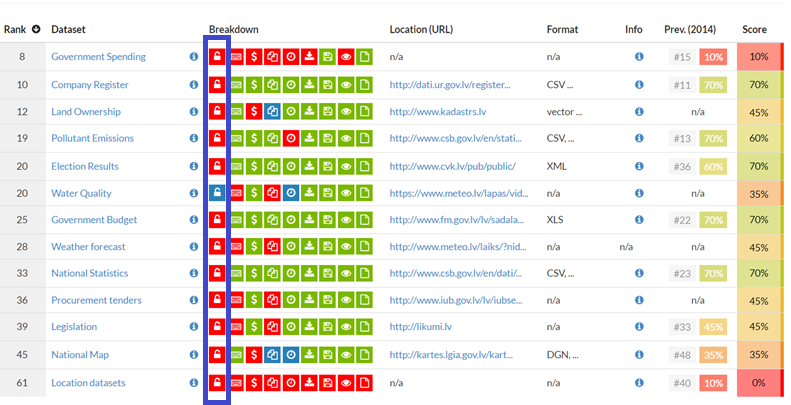 Rank Dataset Breakdown Location (URL) Format Info Prev. (2014) Score
8 Government Spending n/a n/a #15 10% 10%
10 Company Register http://dati.ur.gov.lv/register... CSV ... #11 70% 70%
12 Land Ownership http://www.kadastrs.lv vector ... n/a 45%
19 Pollutant Emissions http://www.csb.gov.lv/en/stati... CSV, ... #13 70% 60%
20 Election Results http://www.cvk.lv/pub/public/ XML #36 60% 70%
20 Water Quality https://www.meteo.lv/lapas/vid... n/a n/a 35%
25 Government Budget http://www.fm.gov.lv/lv/sadala... XLS #22 70% 70%
28 Weather forecast http://www.meteo.lv/laiks/?nid... n/a n/a n/a 45%
33 National Statistics http://www.csb.gov.lv/en/dati/... CSV, ... #23 70% 70%
36 Procurement tenders http://www.iub.gov.lv/lv/iubse... n/a n/a 45%
39 Legislation http://likumi.lv n/a #33 45% 45%
45 National Map http://kartes.lgia.gov.lv/kart... DGN, ... #48 35% 35%
61 Location datasets n/a n/a #40 10% 0%